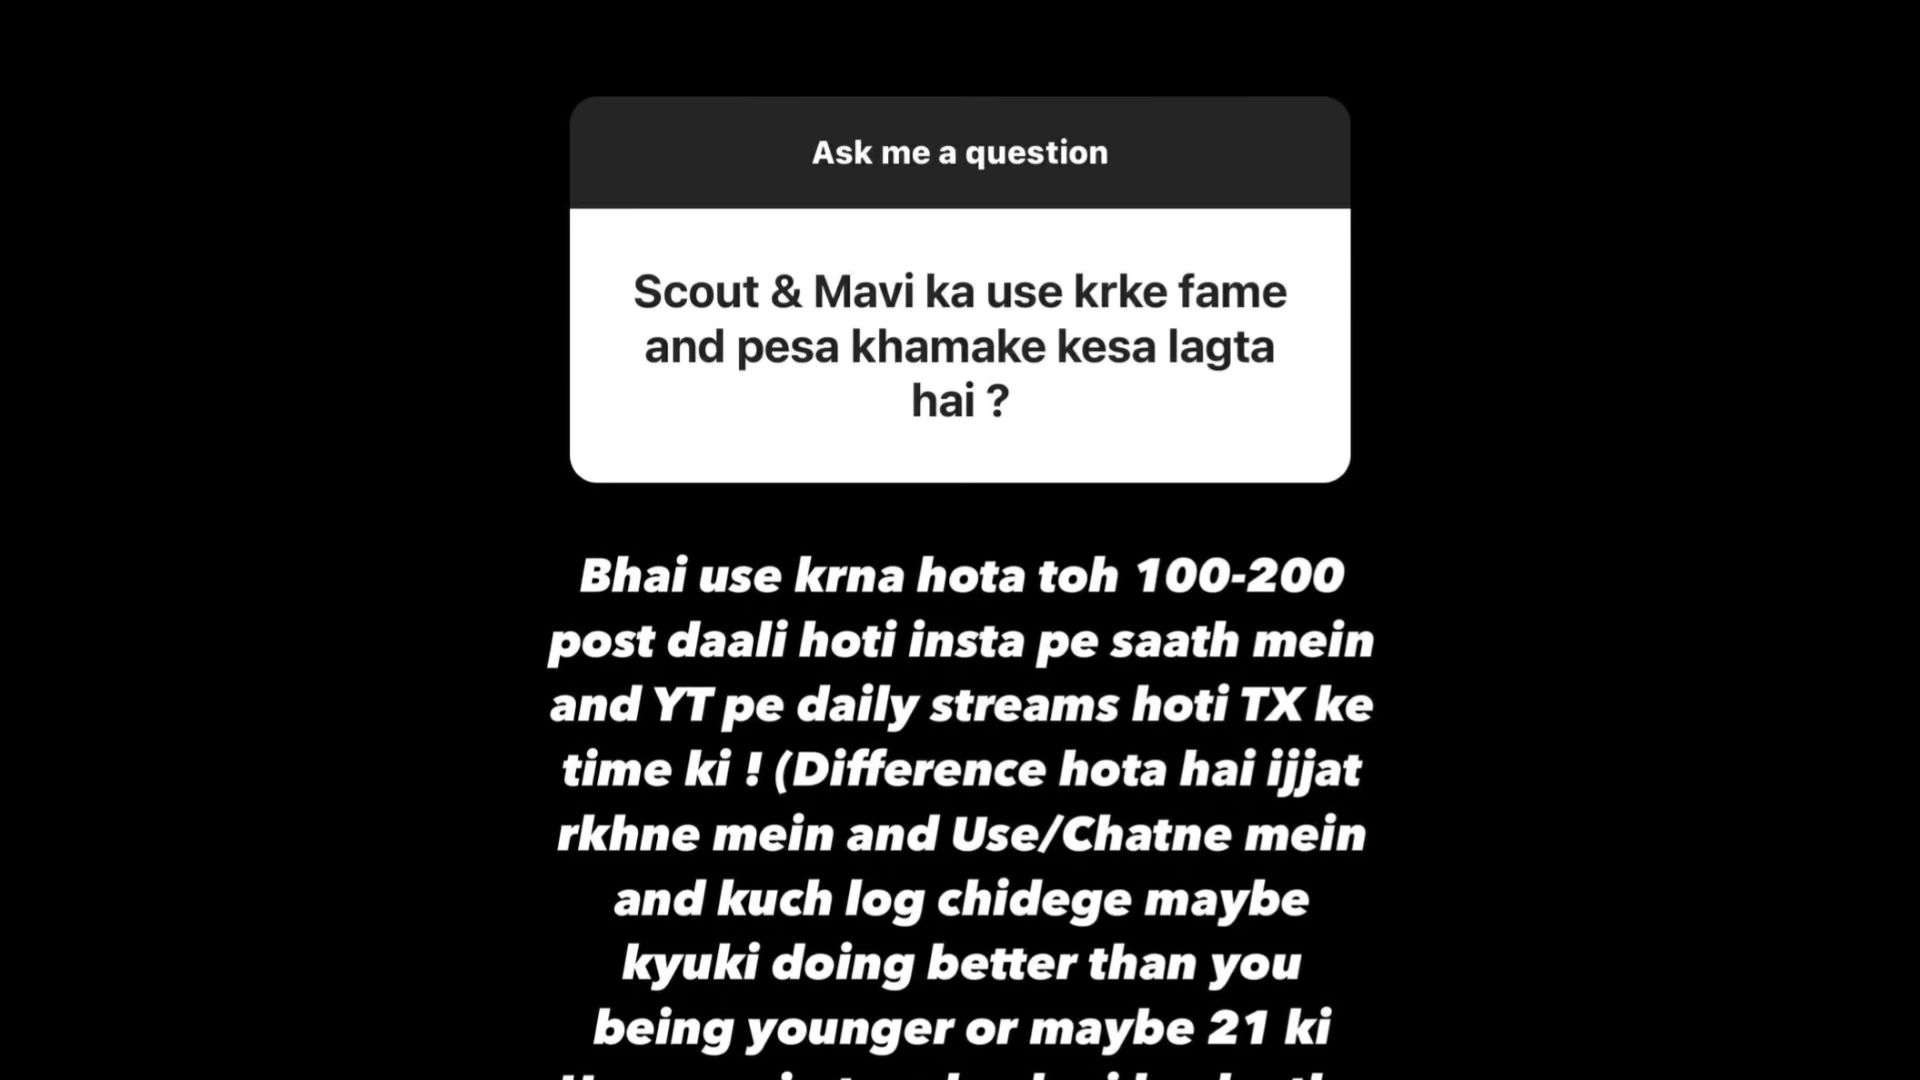 Ask me a question
Scout & Mavi ka use krke fame
and pesa khamake kesa lagta
hai ?
Bhai use krna hota toh 100-200
post daali hoti insta pe saath mein
and YT pe daily streams hoti TX ke
time ki ! (Difference hota hai ijjat
rkhne mein and Use/Chatne mein
and kuch log chidege maybe
kyuki doing better than you
being younger or maybe 21 ki